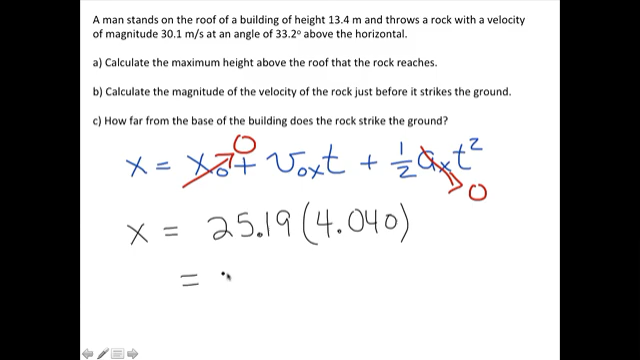 A man stands on the roof of a building of height 13.4 m and throws a rock with a velocity
of magnitude 30.1 m/s at an angle of 33.2° above the horizontal.
a) Calculate the maximum height above the roof that the rock reaches.
b) Calculate the magnitude of the velocity of the rock just before it strikes the ground.
c) How far from the base of the building does the rock strike the ground?
x = x₀ + v₀ₓt + ½aₓt²
0
0
x = 25.19 (4.040)
=